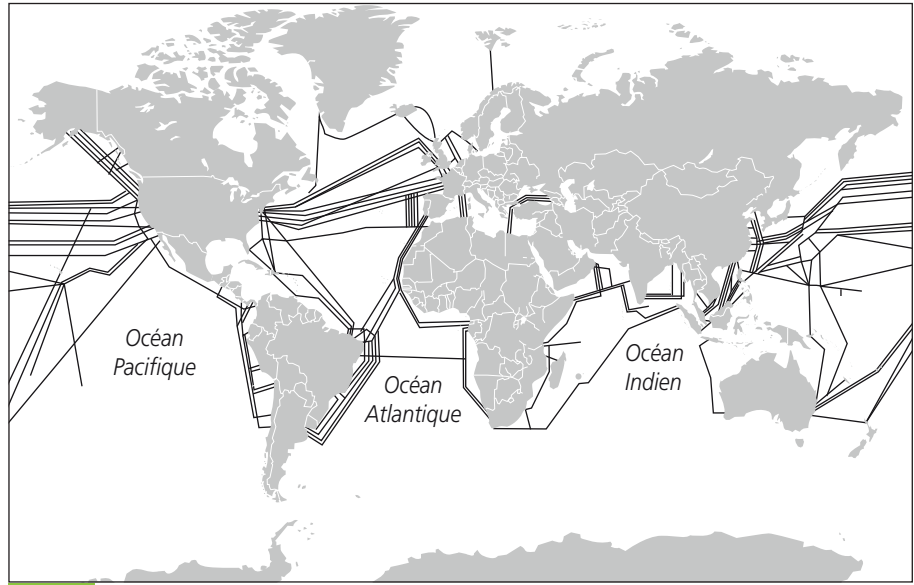 Océan
Pacifique
Océan
Atlantique
Océan
Indien